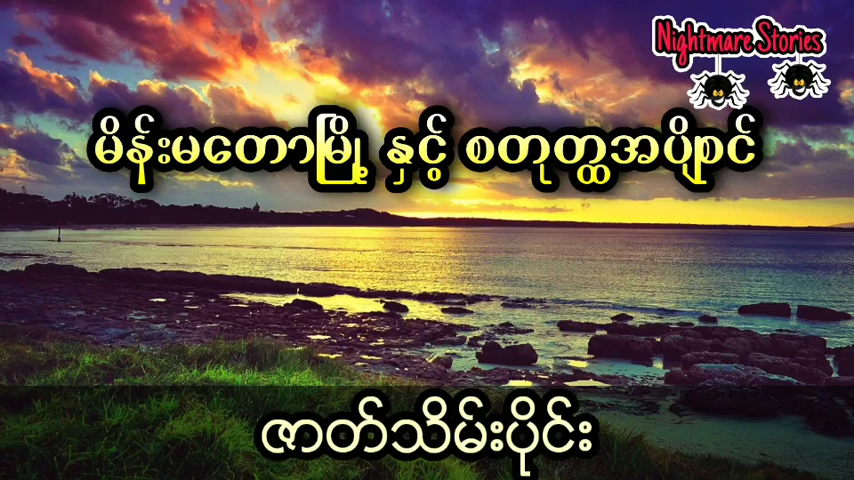 Nightmare Stories
မိန်းမတောမြို့ နှင့် စတုတ္ထအပျိုစင်
ဇာတ်သိမ်းပိုင်း